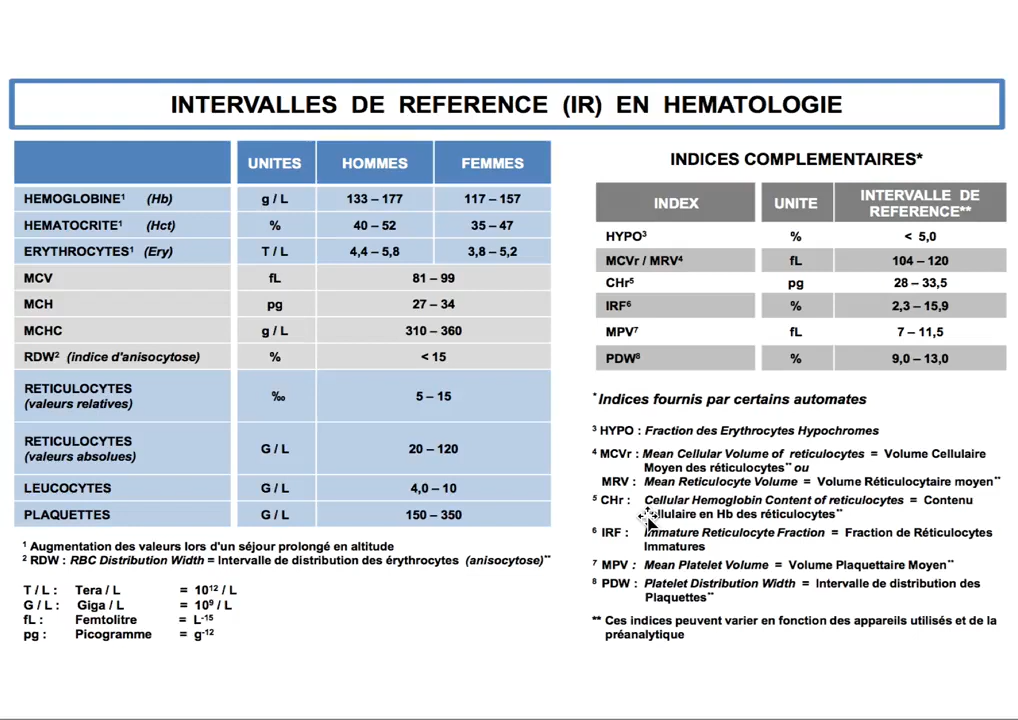 INTERVALLES DE REFERENCE (IR) EN HEMATOLOGIE
UNITES HOMMES FEMMES
HEMOGLOBINE¹ (Hb) g / L 133 – 177 117 – 157
HEMATOCRITE¹ (Hct) % 40 – 52 35 – 47
ERYTHROCYTES¹ (Ery) T / L 4,4 – 5,8 3,8 – 5,2
MCV fL 81 – 99
MCH pg 27 – 34
MCHC g / L 310 – 360
RDW² (indice d'anisocytose) % < 15
RETICULOCYTES
(valeurs relatives) ‰ 5 – 15
RETICULOCYTES
(valeurs absolues) G / L 20 – 120
LEUCOCYTES G / L 4,0 – 10
PLAQUETTES G / L 150 – 350
¹ Augmentation des valeurs lors d'un séjour prolongé en altitude
² RDW : RBC Distribution Width = Intervalle de distribution des érythrocytes (anisocytose)**
T / L : Tera / L = 10¹² / L
G / L : Giga / L = 10⁹ / L
fL : Femtolitre = L⁻¹⁵
pg : Picogramme = g⁻¹²
INDICES COMPLEMENTAIRES*
INDEX UNITE INTERVALLE DE
REFERENCE**
HYPO³ % < 5,0
MCVr / MRV⁴ fL 104 – 120
CHr⁵ pg 28 – 33,5
IRF⁶ % 2,3 – 15,9
MPV⁷ fL 7 – 11,5
PDW⁸ % 9,0 – 13,0
* Indices fournis par certains automates
³ HYPO : Fraction des Erythrocytes Hypochromes
⁴ MCVr : Mean Cellular Volume of reticulocytes = Volume Cellulaire
Moyen des réticulocytes** ou
MRV : Mean Reticulocyte Volume = Volume Réticulocytaire moyen**
⁵ CHr : Cellular Hemoglobin Content of reticulocytes = Contenu
ellulaire en Hb des réticulocytes**
⁶ IRF : Immature Reticulocyte Fraction = Fraction de Réticulocytes
Immatures
⁷ MPV : Mean Platelet Volume = Volume Plaquettaire Moyen**
⁸ PDW : Platelet Distribution Width = Intervalle de distribution des
Plaquettes**
** Ces indices peuvent varier en fonction des appareils utilisés et de la
préanalytique